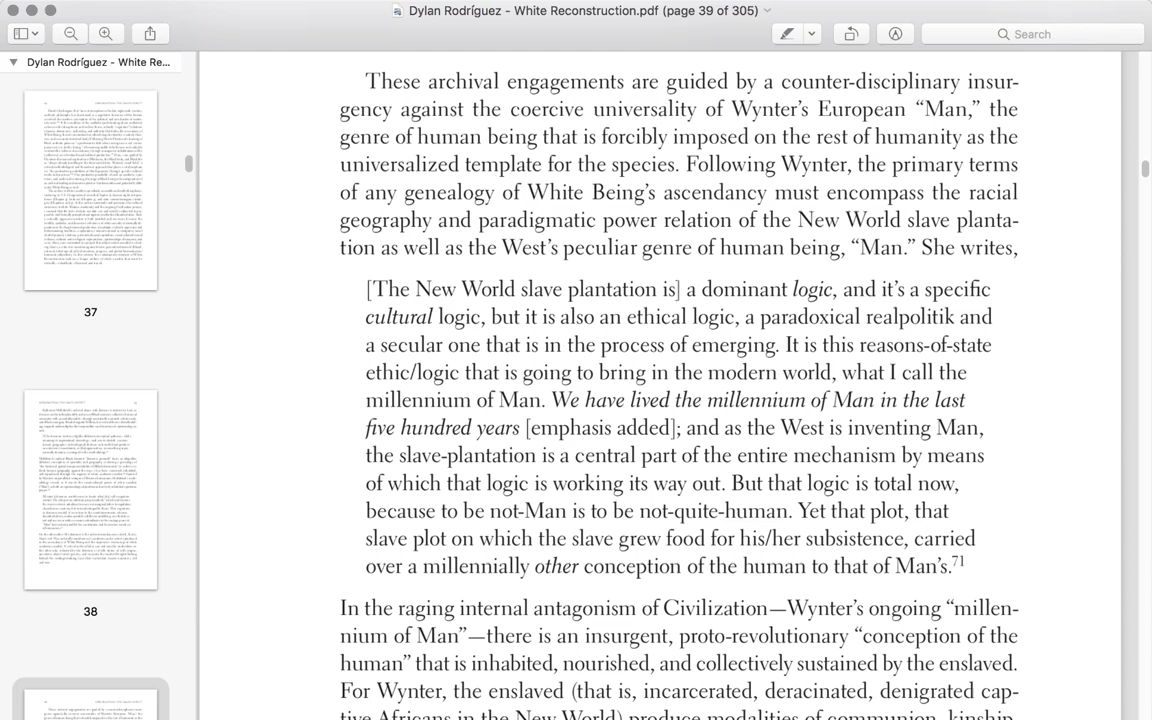 Dylan Rodríguez - White Reconstruction.pdf (page 39 of 305)
Search
Dylan Rodríguez - White Re...
37
38
These archival engagements are guided by a counter-disciplinary insur-
gency against the coercive universality of Wynter’s European “Man,” the
genre of human being that is forcibly imposed on the rest of humanity as the
universalized template for the species. Following Wynter, the primary terms
of any genealogy of White Being’s ascendancy must encompass the racial
geography and paradigmatic power relation of the New World slave planta-
tion as well as the West’s peculiar genre of human being, “Man.” She writes,
[The New World slave plantation is] a dominant logic, and it’s a specific
cultural logic, but it is also an ethical logic, a paradoxical realpolitik and
a secular one that is in the process of emerging. It is this reasons-of-state
ethic/logic that is going to bring in the modern world, what I call the
millennium of Man. We have lived the millennium of Man in the last
five hundred years [emphasis added]; and as the West is inventing Man,
the slave-plantation is a central part of the entire mechanism by means
of which that logic is working its way out. But that logic is total now,
because to be not-Man is to be not-quite-human. Yet that plot, that
slave plot on which the slave grew food for his/her subsistence, carried
over a millennially other conception of the human to that of Man’s.71
In the raging internal antagonism of Civilization—Wynter’s ongoing “millen-
nium of Man”—there is an insurgent, proto-revolutionary “conception of the
human” that is inhabited, nourished, and collectively sustained by the enslaved.
For Wynter, the enslaved (that is, incarcerated, deracinated, denigrated cap-
tive Africans in the New World) produce modalities of communion, kinship,